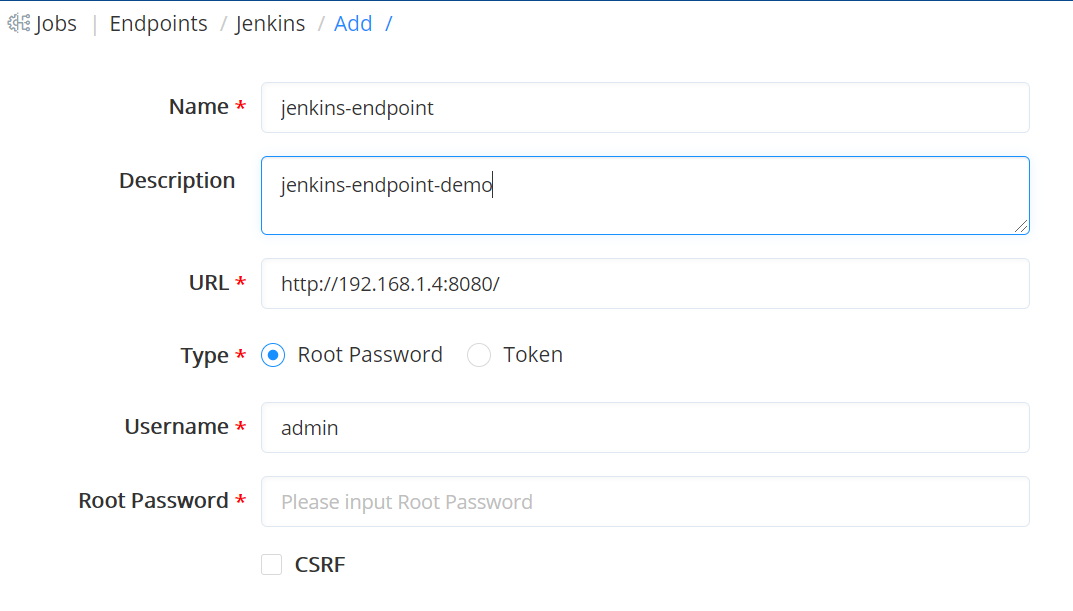 Jobs | Endpoints / Jenkins / Add /
Name * jenkins-endpoint
Description jenkins-endpoint-demo
URL * http://192.168.1.4:8080/
Type * Root Password Token
Username * admin
Root Password * Please input Root Password
CSRF